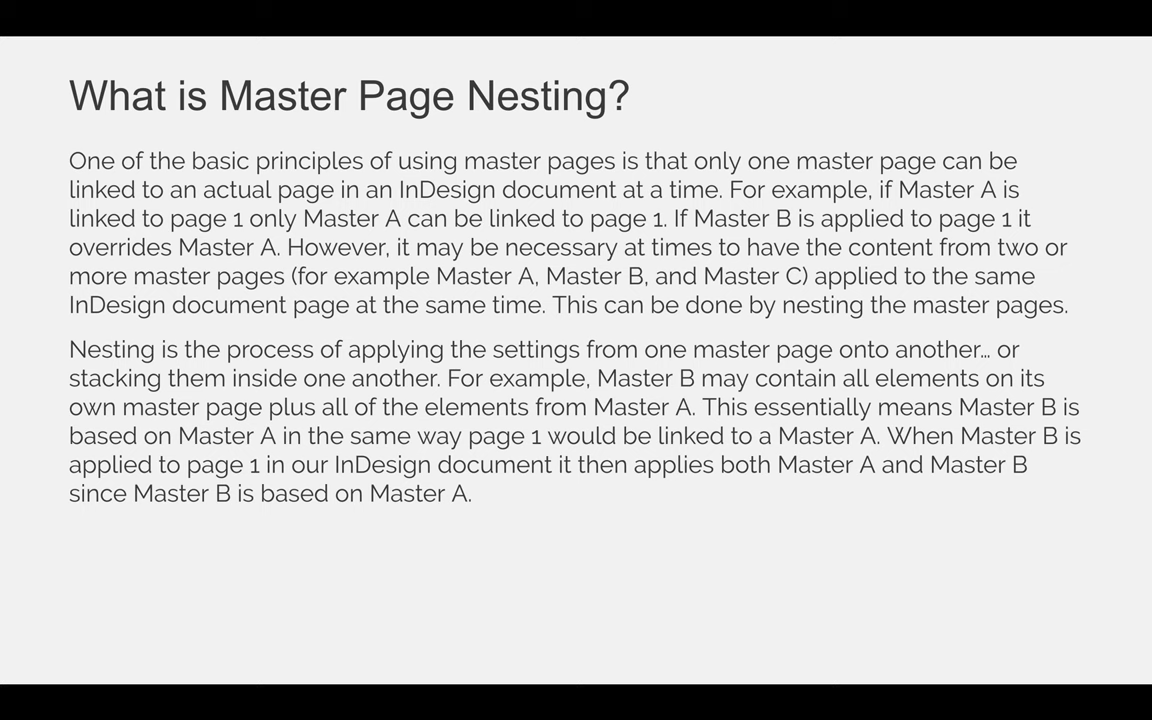 What is Master Page Nesting?
One of the basic principles of using master pages is that only one master page can be
linked to an actual page in an InDesign document at a time. For example, if Master A is
linked to page 1 only Master A can be linked to page 1. If Master B is applied to page 1 it
overrides Master A. However, it may be necessary at times to have the content from two or
more master pages (for example Master A, Master B, and Master C) applied to the same
InDesign document page at the same time. This can be done by nesting the master pages.
Nesting is the process of applying the settings from one master page onto another… or
stacking them inside one another. For example, Master B may contain all elements on its
own master page plus all of the elements from Master A. This essentially means Master B is
based on Master A in the same way page 1 would be linked to a Master A. When Master B is
applied to page 1 in our InDesign document it then applies both Master A and Master B
since Master B is based on Master A.